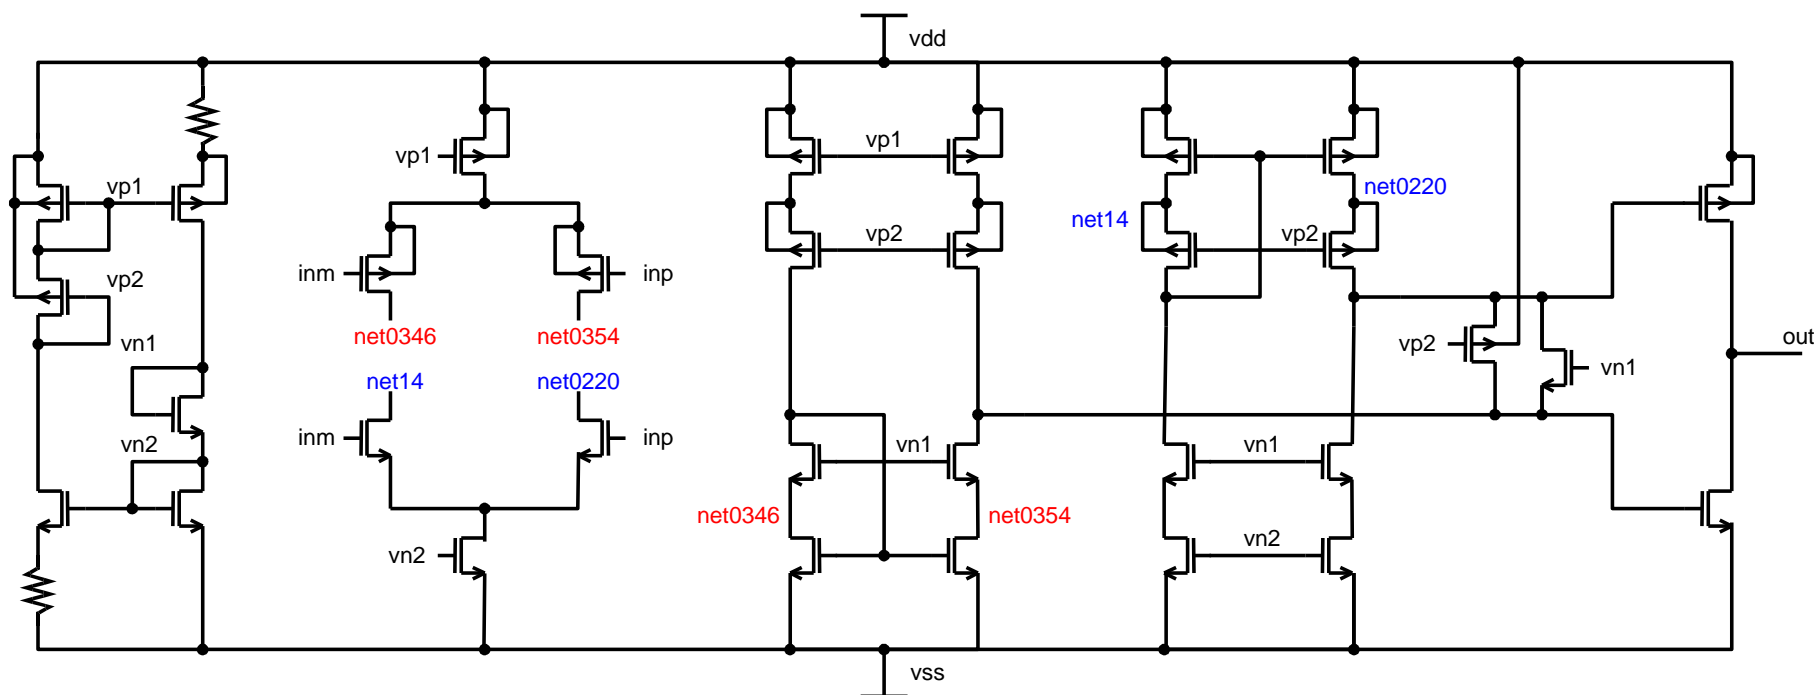 vdd
vp1
vp1
vp1
vp1
net0220
net14
vp2
vp2
vp2
inm
inp
vp2
vn1
net0346
net0354
out
vn1
net14
net0220
vn2
inm
inp
vn1
vn1
net0346
net0354
vn2
vn2
vss